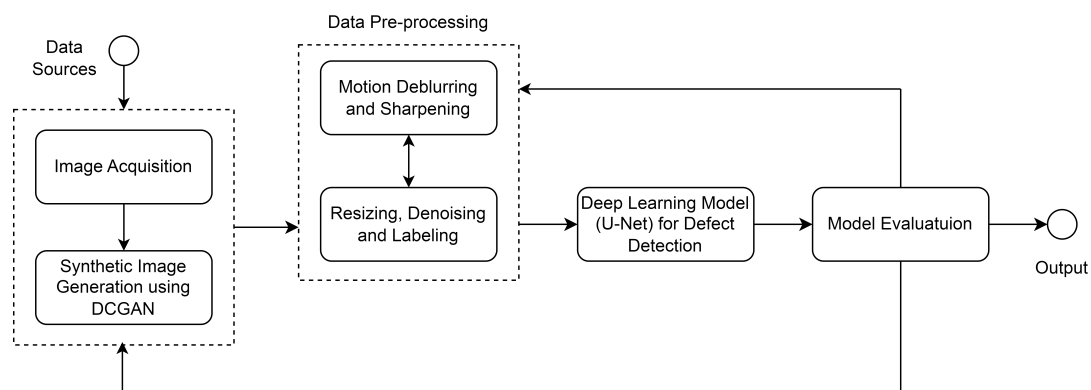 Data Pre-processing
Data
Sources
Motion Deblurring
and Sharpening
Image Acquisition
Resizing, Denoising
and Labeling
Deep Learning Model
(U-Net) for Defect
Detection
Model Evaluatuion
Synthetic Image
Generation using
DCGAN
Output